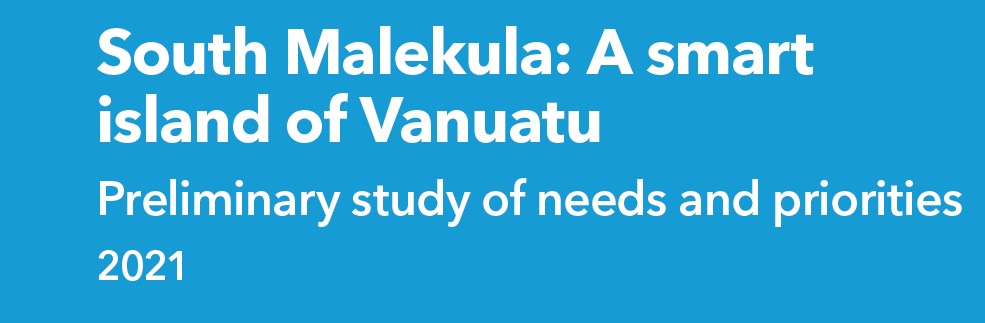 South Malekula: A smart
island of Vanuatu
Preliminary study of needs and priorities
2021